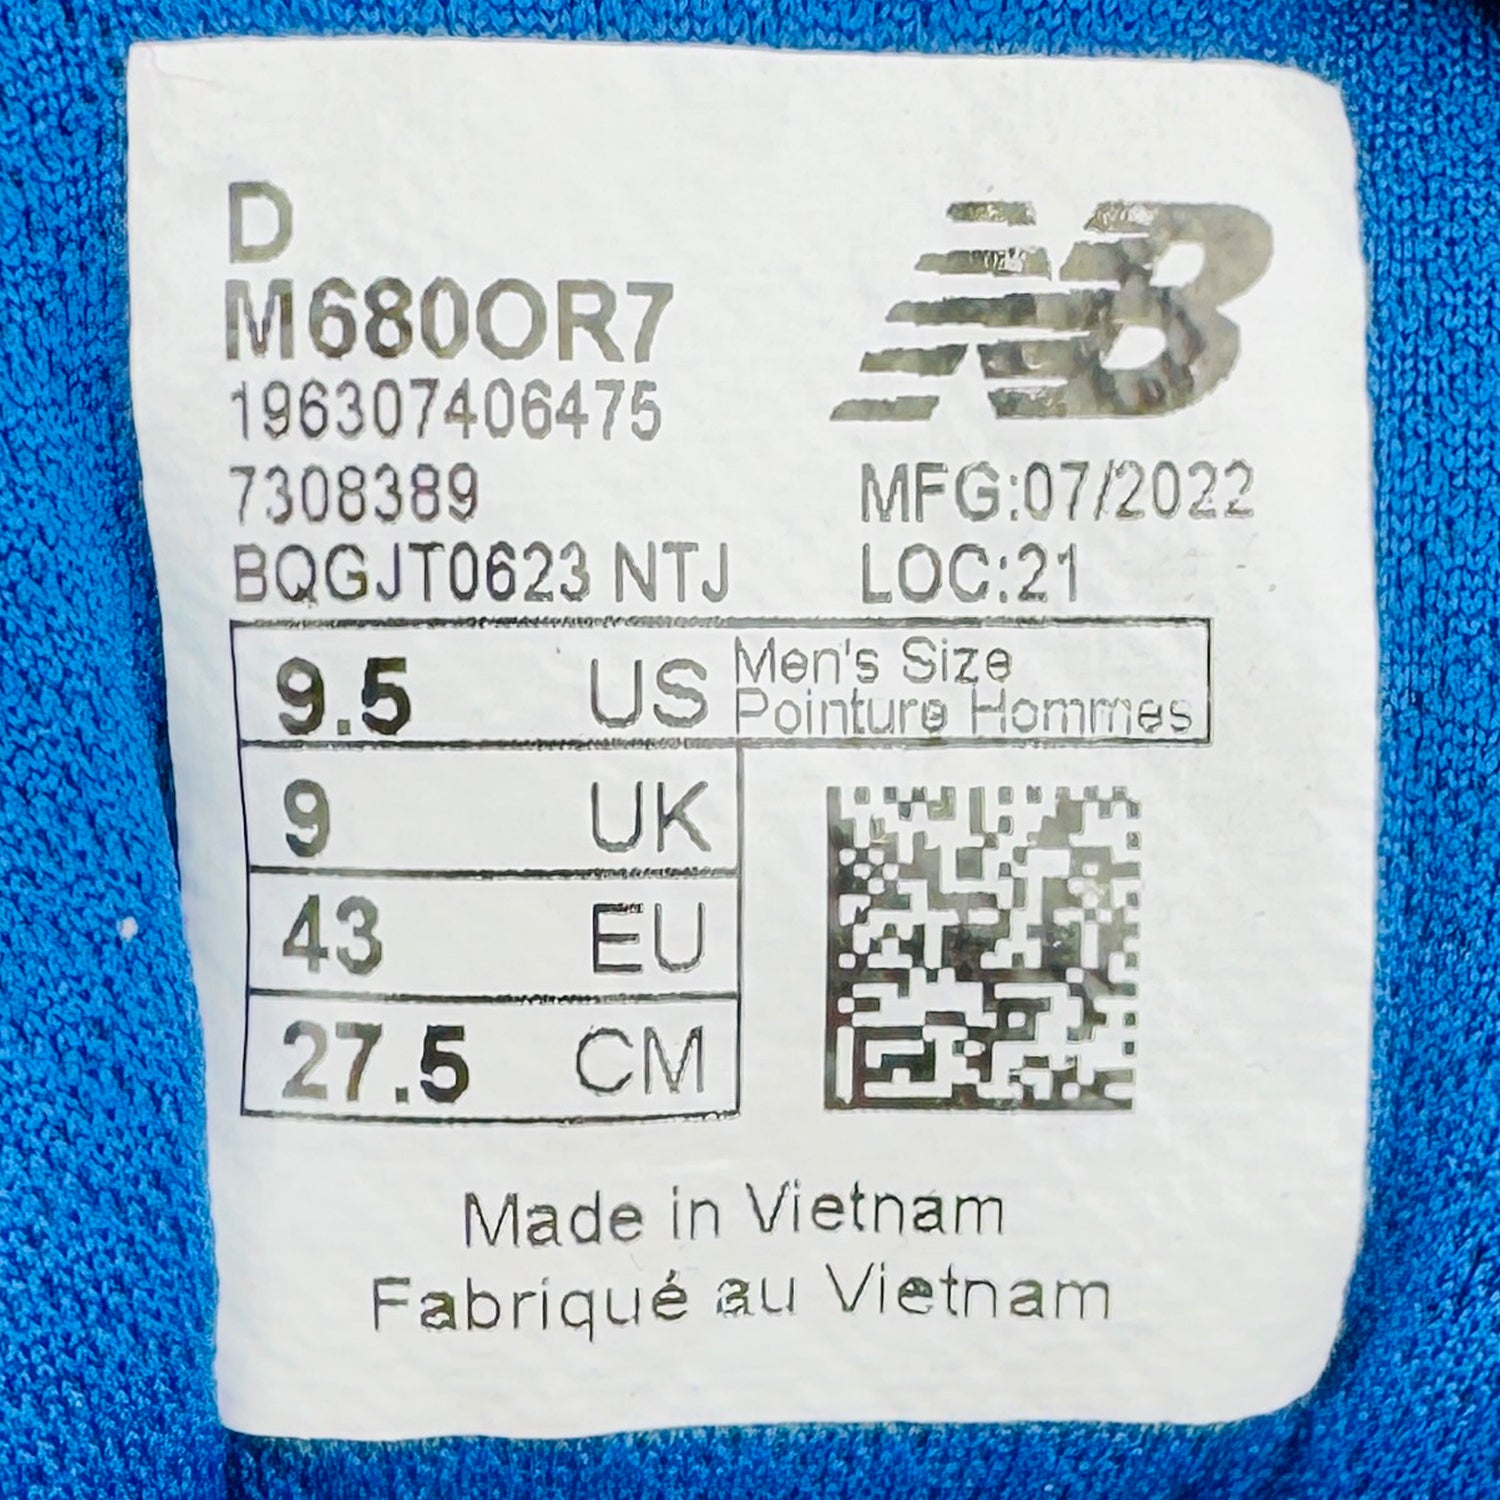 D
M680OR7
196307406475
7308389
BQGJT0623 NTJ
NB
MFG:07/2022
LOC:21
9.5 US Men's Size
Pointure Hommes
9 UK
43 EU
27.5 CM
Made in Vietnam
Fabriqué au Vietnam